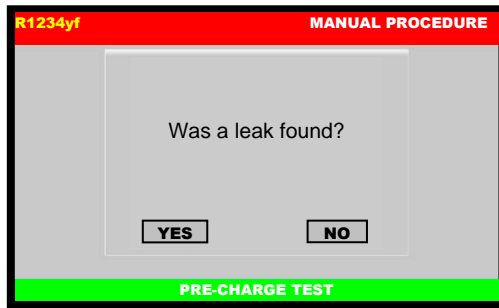 R1234yf MANUAL PROCEDURE
Was a leak found?
YES NO
PRE-CHARGE TEST